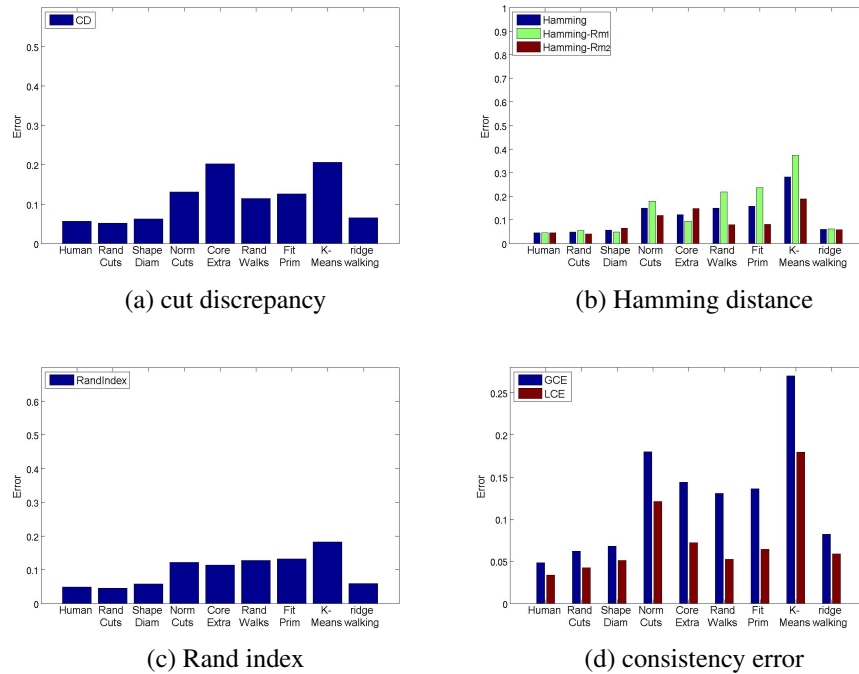 CD
0.5
0.4
0.3
0.2
0.1
0
Error
Human Rand Shape Norm Core Rand Fit K- ridge
Cuts Diam Cuts Extra Walks Prim Means walking
(a) cut discrepancy
Hamming
Hamming-Rm1
Hamming-Rm2
1
0.9
0.8
0.7
0.6
0.5
0.4
0.3
0.2
0.1
0
Error
Human Rand Shape Norm Core Rand Fit K- ridge
Cuts Diam Cuts Extra Walks Prim Means walking
(b) Hamming distance
RandIndex
0.6
0.5
0.4
0.3
0.2
0.1
0
Error
Human Rand Shape Norm Core Rand Fit K- ridge
Cuts Diam Cuts Extra Walks Prim Means walking
(c) Rand index
GCE
LCE
0.25
0.2
0.15
0.1
0.05
0
Error
Human Rand Shape Norm Core Rand Fit K- ridge
Cuts Diam Cuts Extra Walks Prim Means walking
(d) consistency error